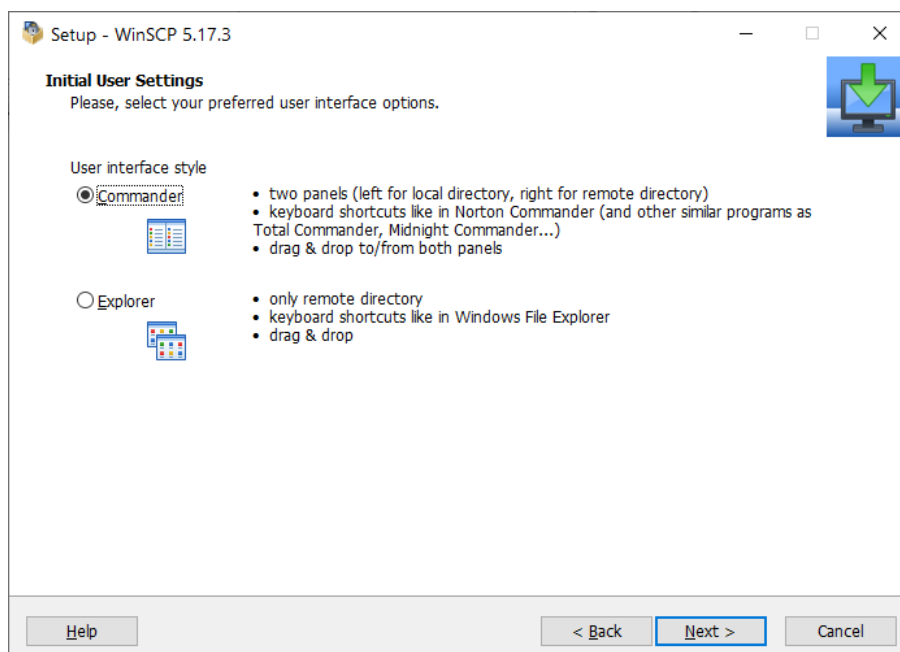 Setup - WinSCP 5.17.3
Initial User Settings
Please, select your preferred user interface options.
User interface style
Commander
• two panels (left for local directory, right for remote directory)
• keyboard shortcuts like in Norton Commander (and other similar programs as
Total Commander, Midnight Commander...)
• drag & drop to/from both panels
Explorer
• only remote directory
• keyboard shortcuts like in Windows File Explorer
• drag & drop
Help
< Back
Next >
Cancel